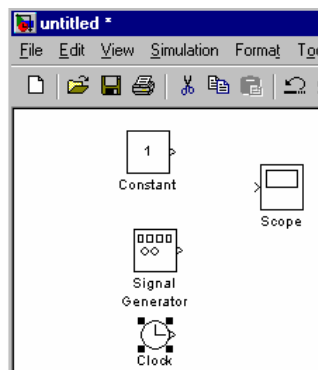 untitled *
File Edit View Simulation Format
1
Constant
Scope
Signal
Generator
Clock